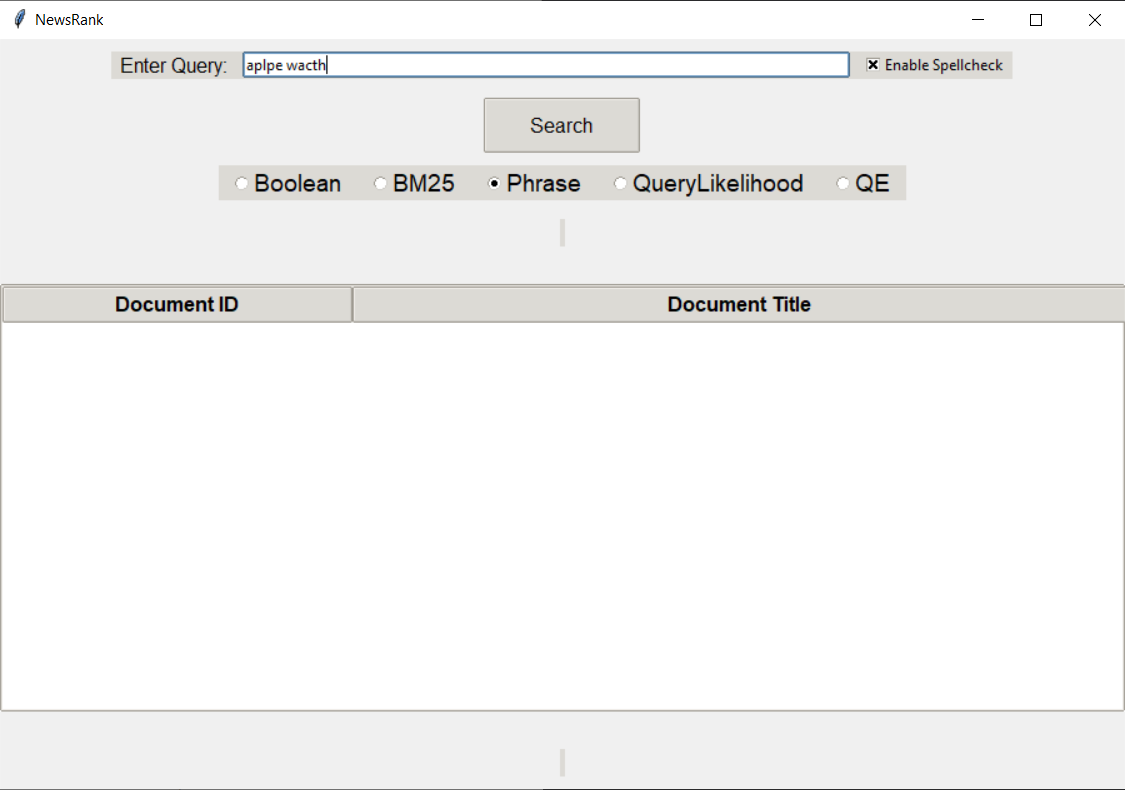 NewsRank
Enter Query: aplpe wacth Enable Spellcheck
Search
Boolean BM25 Phrase QueryLikelihood QE
Document ID Document Title